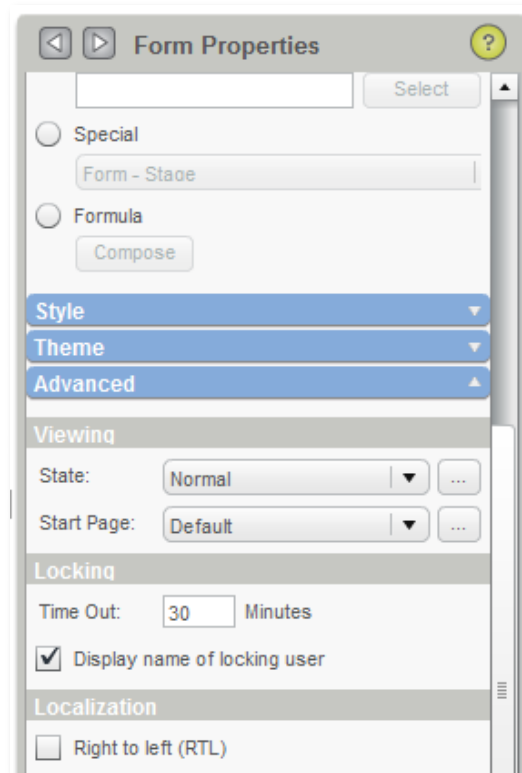 Form Properties ?
Select
Special
Form - Stage
Formula
Compose
Style
Theme
Advanced
Viewing
State: Normal ...
Start Page: Default ...
Locking
Time Out: 30 Minutes
Display name of locking user
Localization
Right to left (RTL)